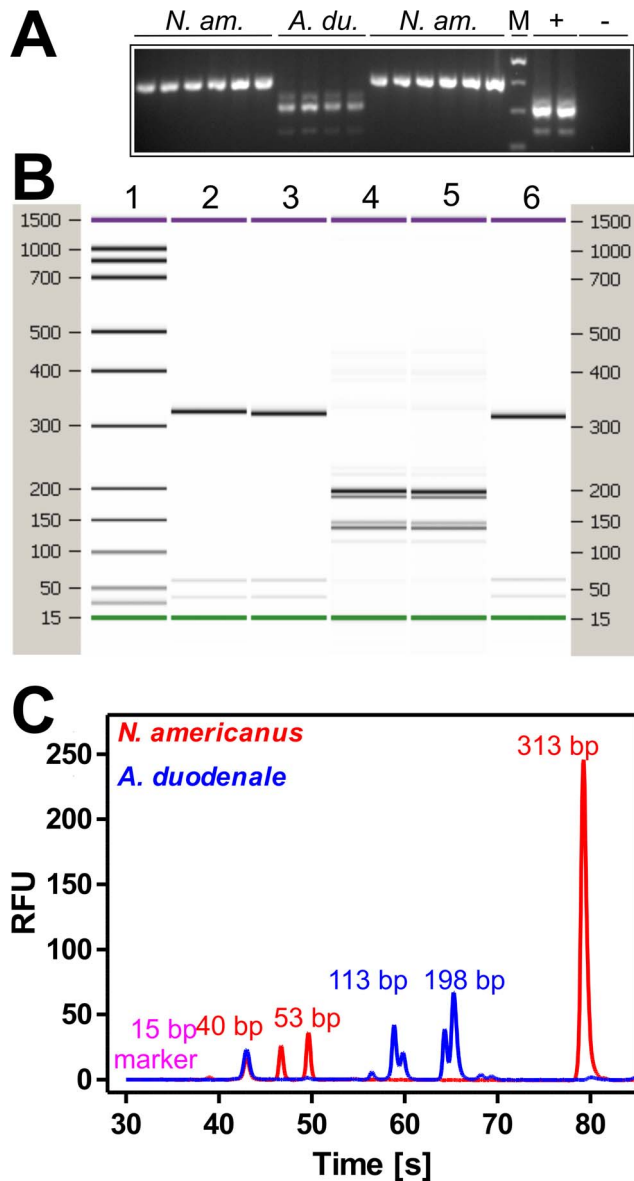 A
N. am. A. du. N. am. M + -
B
1 2 3 4 5 6
1500 1500
1000 1000
700 700
500 500
400 400
300 300
200 200
150 150
100 100
50 50
15 15
C
N. americanus
A. duodenale
313 bp
113 bp 198 bp
15 bp marker
40 bp
53 bp
RFU
250
200
150
100
50
0
30 40 50 60 70 80
Time [s]